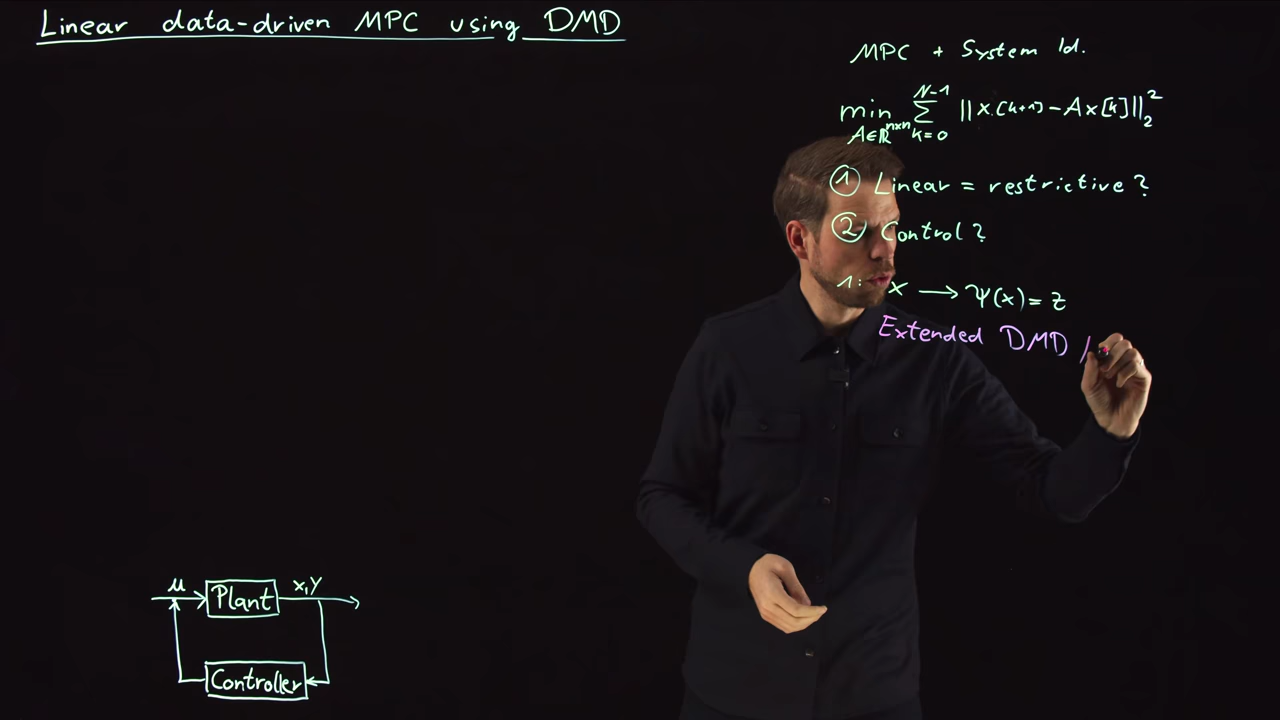 Linear data-driven MPC using DMD
MPC + System Id.
min A∈ℝⁿˣⁿ ∑ k=0 N-1 ||x[k+1] - Ax[k]||₂²
① Linear = restrictive?
② Control?
1: x → Ψ(x) = z
Extended DMD /
u Plant x,y
Controller